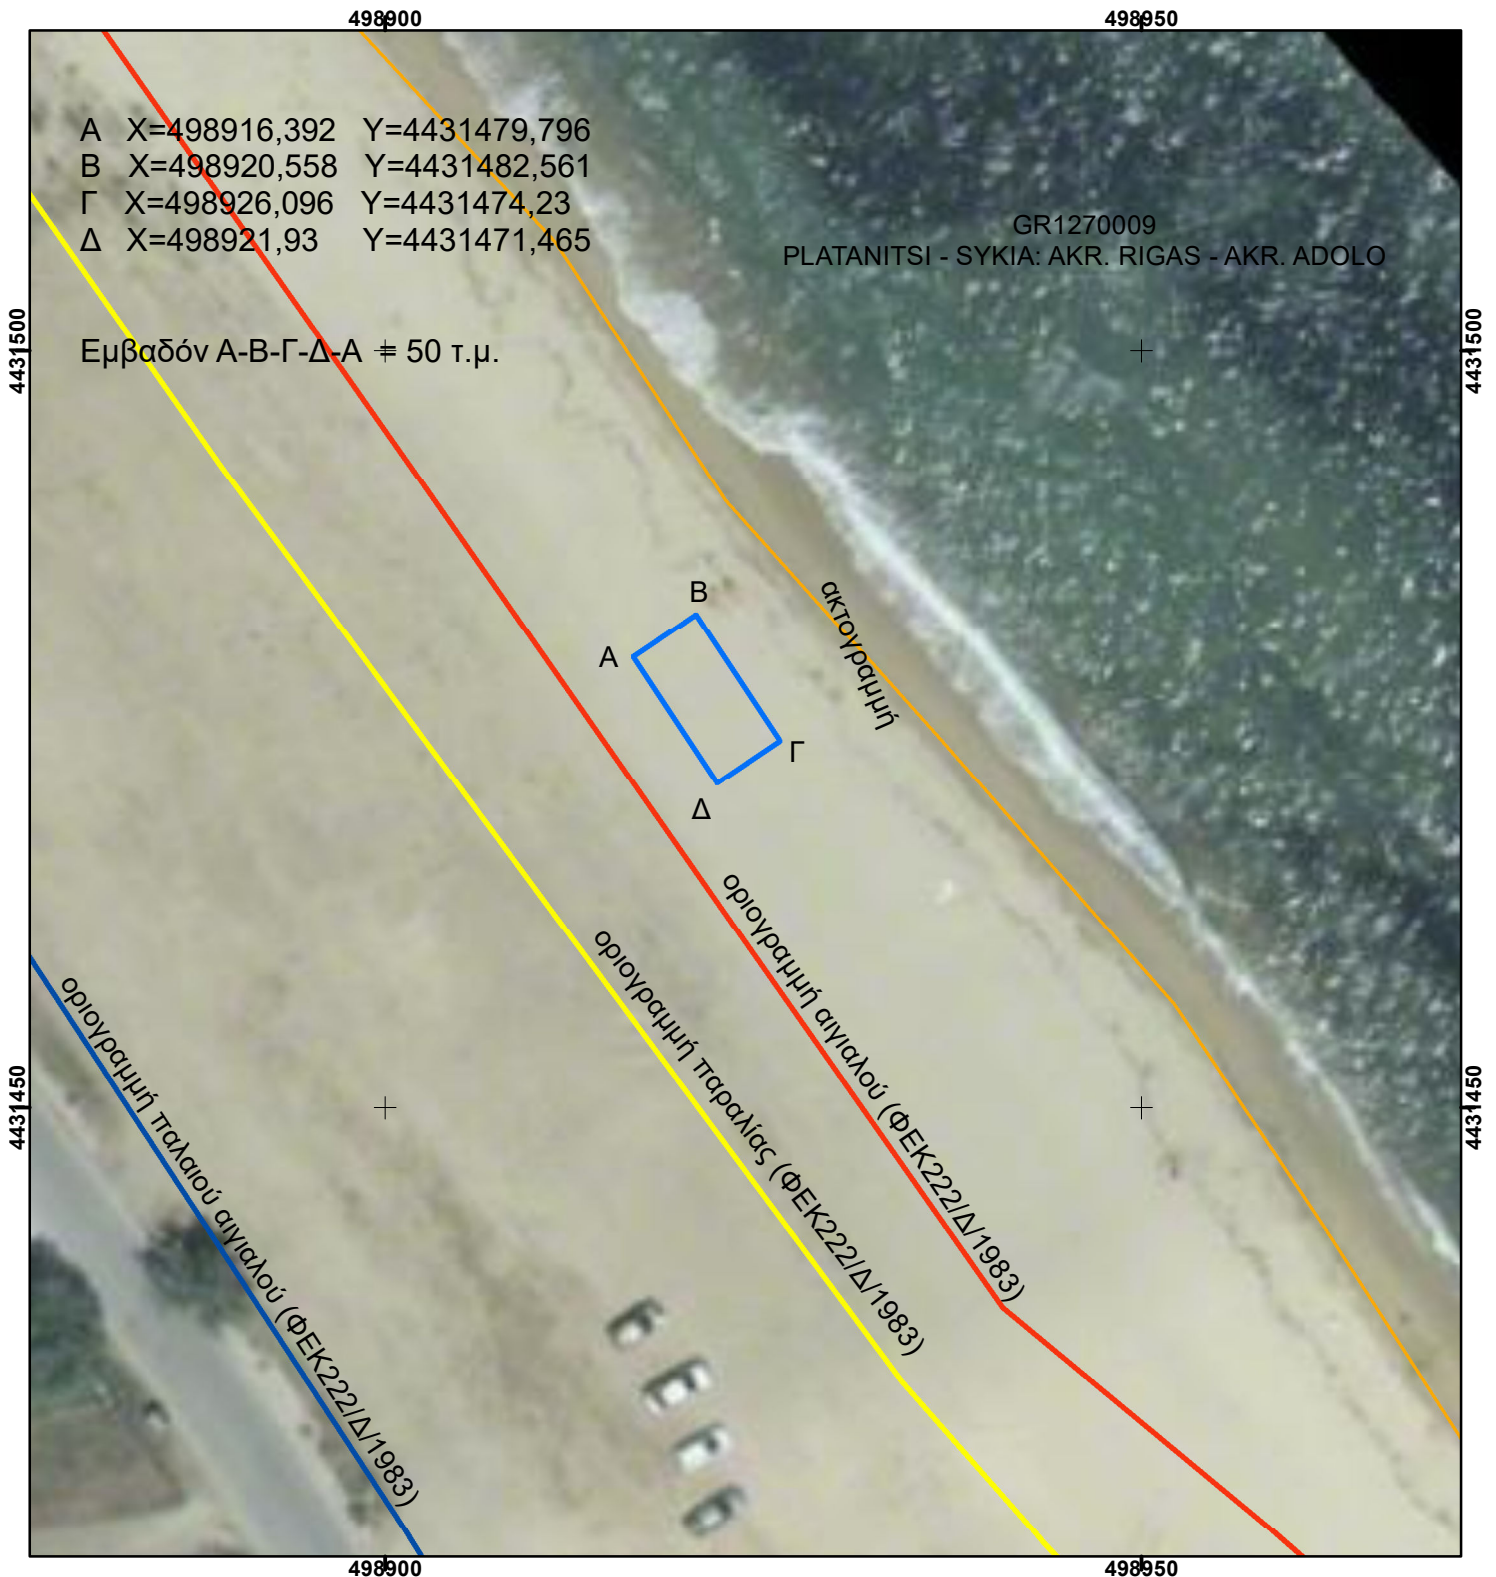 498900
498950
Α Χ=498916,392 Υ=4431479,796
Β Χ=498920,558 Υ=4431482,561
Γ Χ=498926,096 Υ=4431474,23
Δ Χ=498921,93 Υ=4431471,465
GR1270009
PLATANITSI - SYKIA: AKR. RIGAS - AKR. ADOLO
4431500
4431500
Εμβαδόν Α-Β-Γ-Δ-Α = 50 τ.μ.
Β
Α
Γ
Δ
ακτογραμμή
οριογραμμή αιγιαλού (ΦΕΚ222/Δ/1983)
οριογραμμή παραλίας (ΦΕΚ222/Δ/1983)
οριογραμμή παλαιού αιγιαλού (ΦΕΚ222/Δ/1983)
4431450
4431450
498900
498950